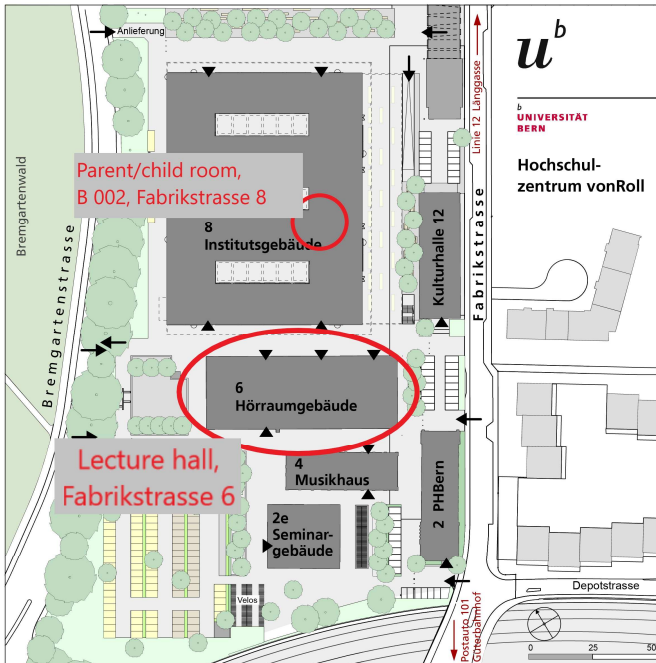 Anlieferung
Linie 12 Länggasse
u^b
b
UNIVERSITÄT
BERN
Hochschul-
zentrum vonRoll
Bremgartenwald
Bremgartenstrasse
Parent/child room,
B 002, Fabrikstrasse 8
8
Institutsgebäude
Kulturhalle 12
Fabrikstrasse
6
Hörraumgebäude
Lecture hall,
Fabrikstrasse 6
4
Musikhaus
2 PHBern
2e
Seminar-
gebäude
Velos
Depotstrasse
Postauto 101
Güterbahnhof
0 25 50